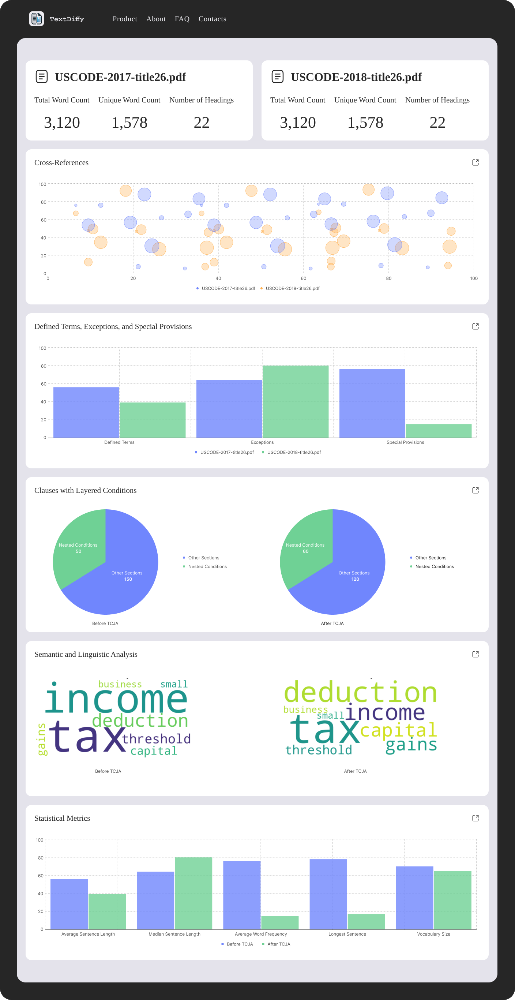 TextDiffy
Product About FAQ Contacts
USCODE-2017-title26.pdf
Total Word Count Unique Word Count Number of Headings
3,120 1,578 22
USCODE-2018-title26.pdf
Total Word Count Unique Word Count Number of Headings
3,120 1,578 22
Cross-References
100
80
60
40
20
0
0 20 40 60 80 100
USCODE-2017-title26.pdf USCODE-2018-title26.pdf
Defined Terms, Exceptions, and Special Provisions
100
80
60
40
20
0
Defined Terms Exceptions Special Provisions
USCODE-2017-title26.pdf USCODE-2018-title26.pdf
Clauses with Layered Conditions
Nested Conditions
50
Other Sections
150
Other Sections
Nested Conditions
Before TCJA
Nested Conditions
60
Other Sections
120
Other Sections
Nested Conditions
After TCJA
Semantic and Linguistic Analysis
business small
income
deduction
gains
tax
threshold
capital
Before TCJA
deduction
business
small
income
tax
capital
threshold
gains
After TCJA
Statistical Metrics
100
80
60
40
20
0
Average Sentence Length Median Sentence Length Average Word Frequency Longest Sentence Vocabulary Size
Before TCJA After TCJA